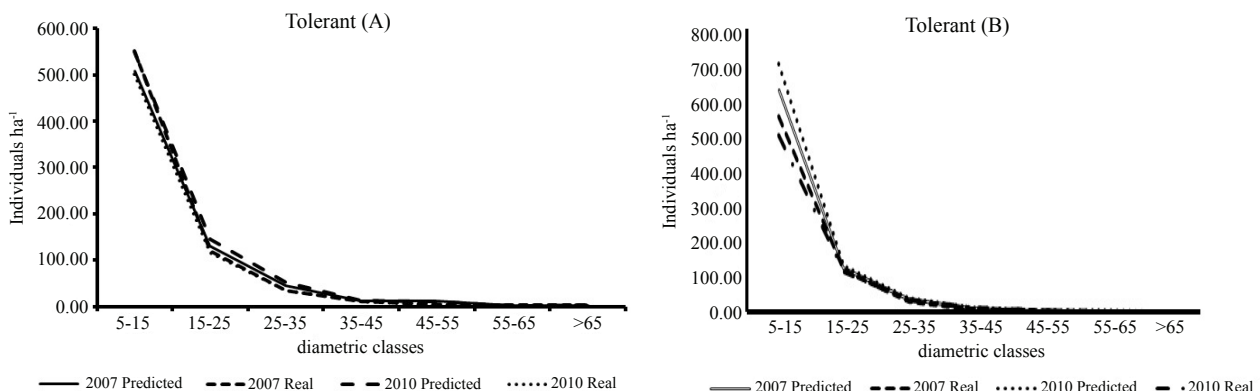 Tolerant (A)
Individuals ha-1
600.00
500.00
400.00
300.00
200.00
100.00
0.00
5-15 15-25 25-35 35-45 45-55 55-65 >65
diametric classes
2007 Predicted 2007 Real 2010 Predicted 2010 Real
Tolerant (B)
Individuals ha-1
800.00
700.00
600.00
500.00
400.00
300.00
200.00
100.00
0.00
5-15 15-25 25-35 35-45 45-55 55-65 >65
diametric classes
2007 Predicted 2007 Real 2010 Predicted 2010 Real